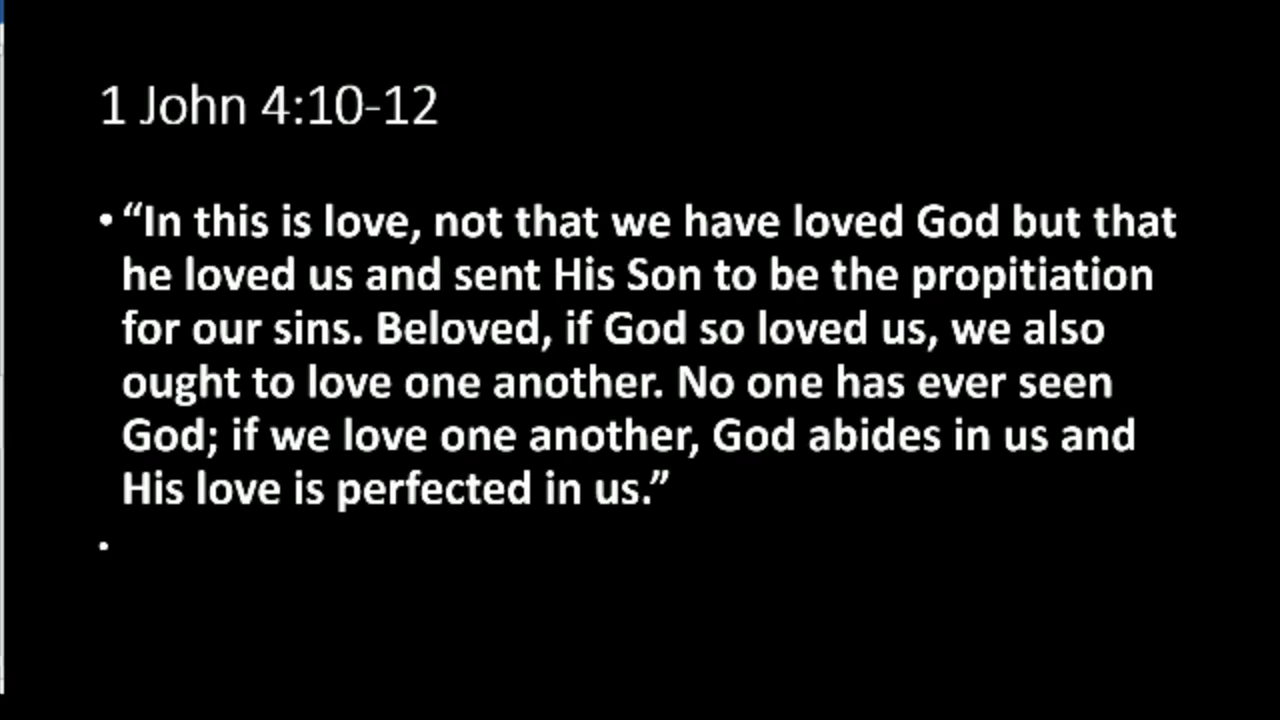 1 John 4:10-12
• “In this is love, not that we have loved God but that
he loved us and sent His Son to be the propitiation
for our sins. Beloved, if God so loved us, we also
ought to love one another. No one has ever seen
God; if we love one another, God abides in us and
His love is perfected in us.”
•